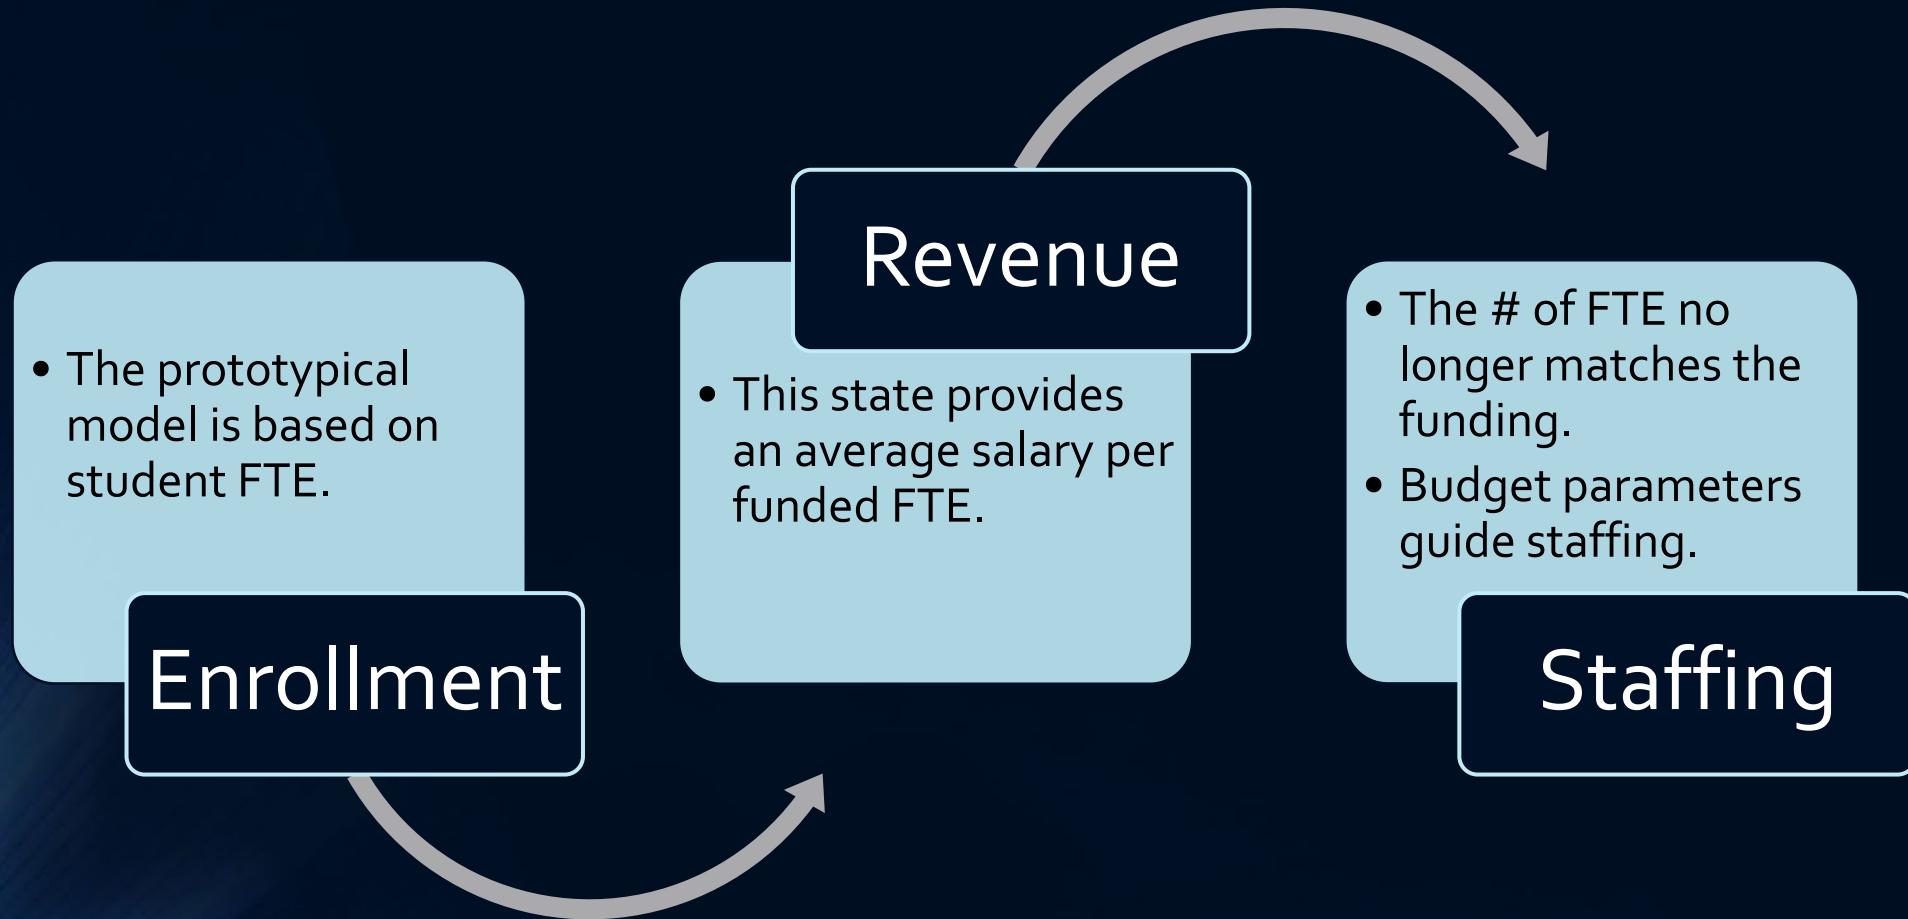 • The prototypical
model is based on
student FTE.
Enrollment
Revenue
• This state provides
an average salary per
funded FTE.
• The # of FTE no
longer matches the
funding.
• Budget parameters
guide staffing.
Staffing